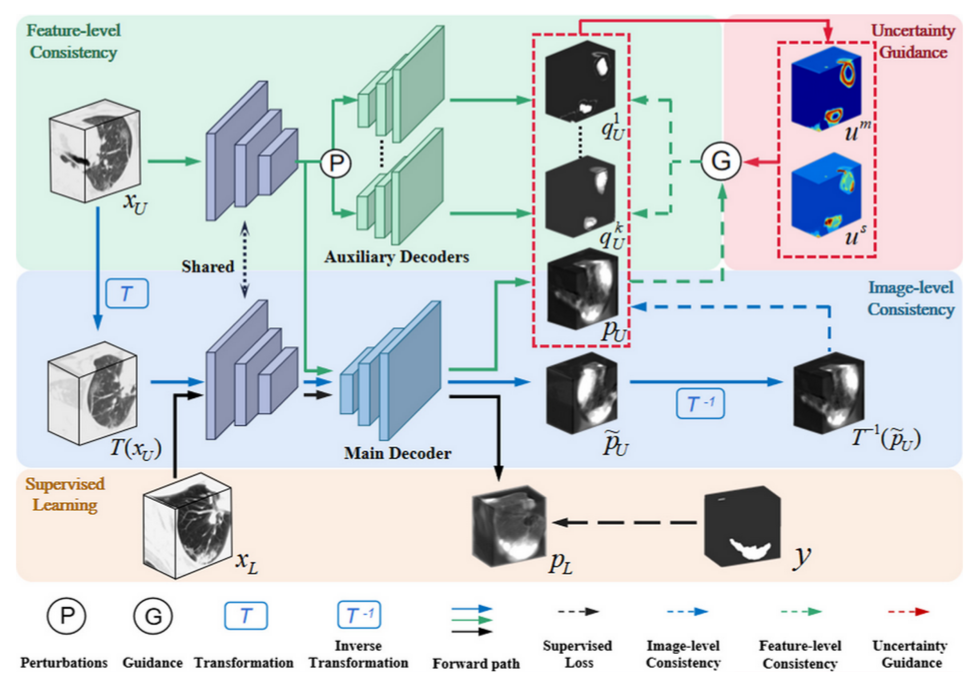 Feature-level
Consistency
Uncertainty
Guidance
x_U
P
q_U^1
q_U^k
G
u^m
u^s
Auxiliary Decoders
Shared
T
Image-level
Consistency
p_U
T(x_U)
Main Decoder
p̃_U
T^-1
T^-1(p̃_U)
Supervised
Learning
x_L
p_L
y
P
G
T
T^-1
Perturbations
Guidance
Transformation
Inverse
Transformation
Forward path
Supervised
Loss
Image-level
Consistency
Feature-level
Consistency
Uncertainty
Guidance